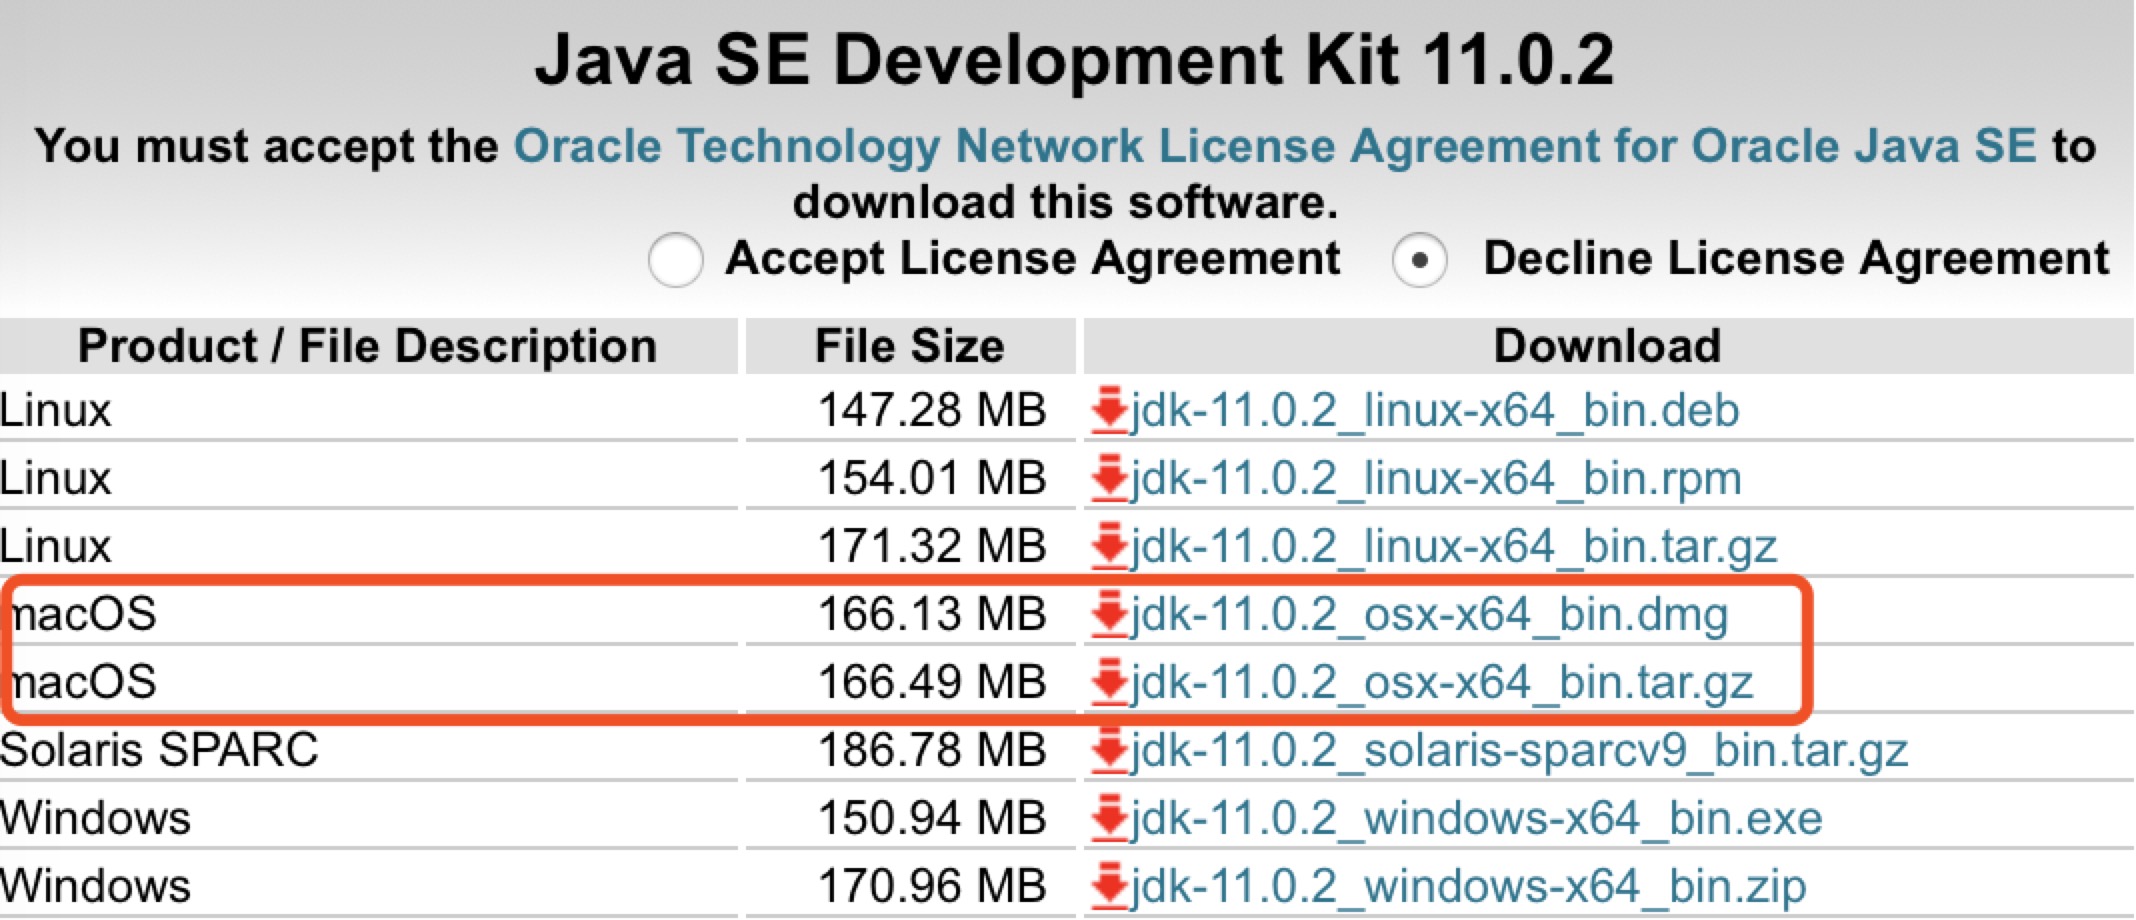 Java SE Development Kit 11.0.2
You must accept the Oracle Technology Network License Agreement for Oracle Java SE to
download this software.
Accept License Agreement Decline License Agreement
Product / File Description File Size Download
Linux 147.28 MB jdk-11.0.2_linux-x64_bin.deb
Linux 154.01 MB jdk-11.0.2_linux-x64_bin.rpm
Linux 171.32 MB jdk-11.0.2_linux-x64_bin.tar.gz
macOS 166.13 MB jdk-11.0.2_osx-x64_bin.dmg
macOS 166.49 MB jdk-11.0.2_osx-x64_bin.tar.gz
Solaris SPARC 186.78 MB jdk-11.0.2_solaris-sparcv9_bin.tar.gz
Windows 150.94 MB jdk-11.0.2_windows-x64_bin.exe
Windows 170.96 MB jdk-11.0.2_windows-x64_bin.zip